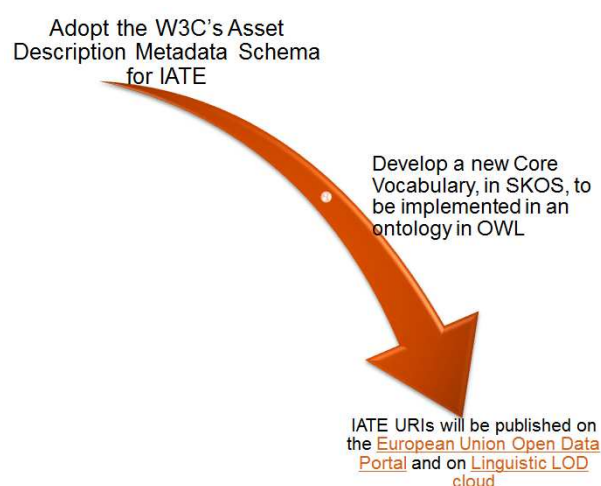 Adopt the W3C's Asset
Description Metadata Schema
for IATE
Develop a new Core
Vocabulary, in SKOS, to
be implemented in an
ontology in OWL
IATE URIs will be published on
the European Union Open Data
Portal and on Linguistic LOD
cloud